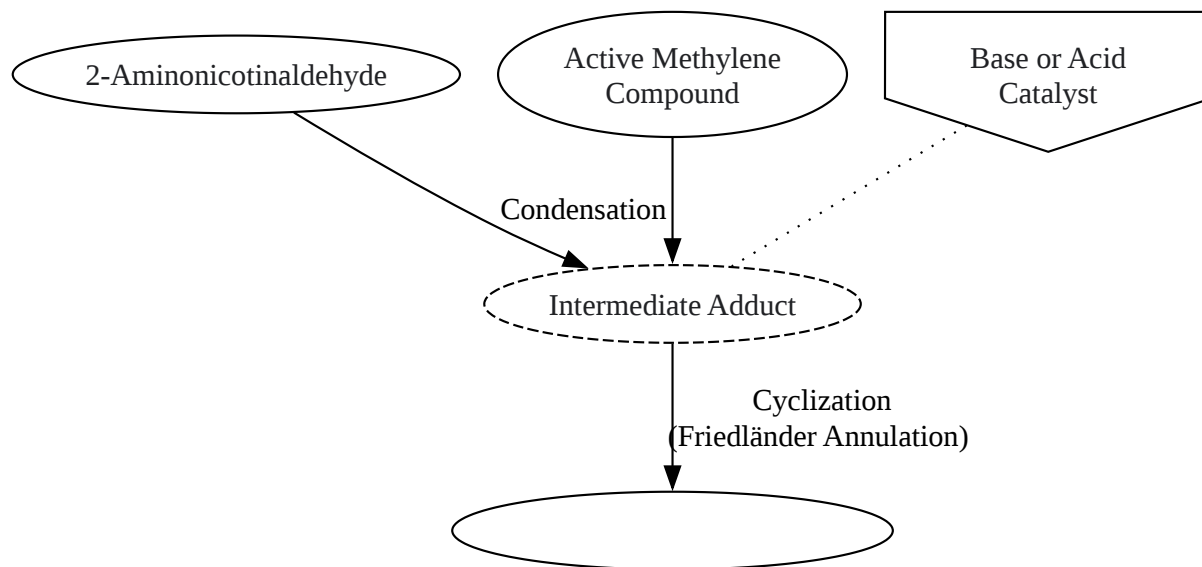 2-Aminonicotinaldehyde
Active Methylene
Compound
Base or Acid
Catalyst
Condensation
Intermediate Adduct
Cyclization
(Friedländer Annulation)